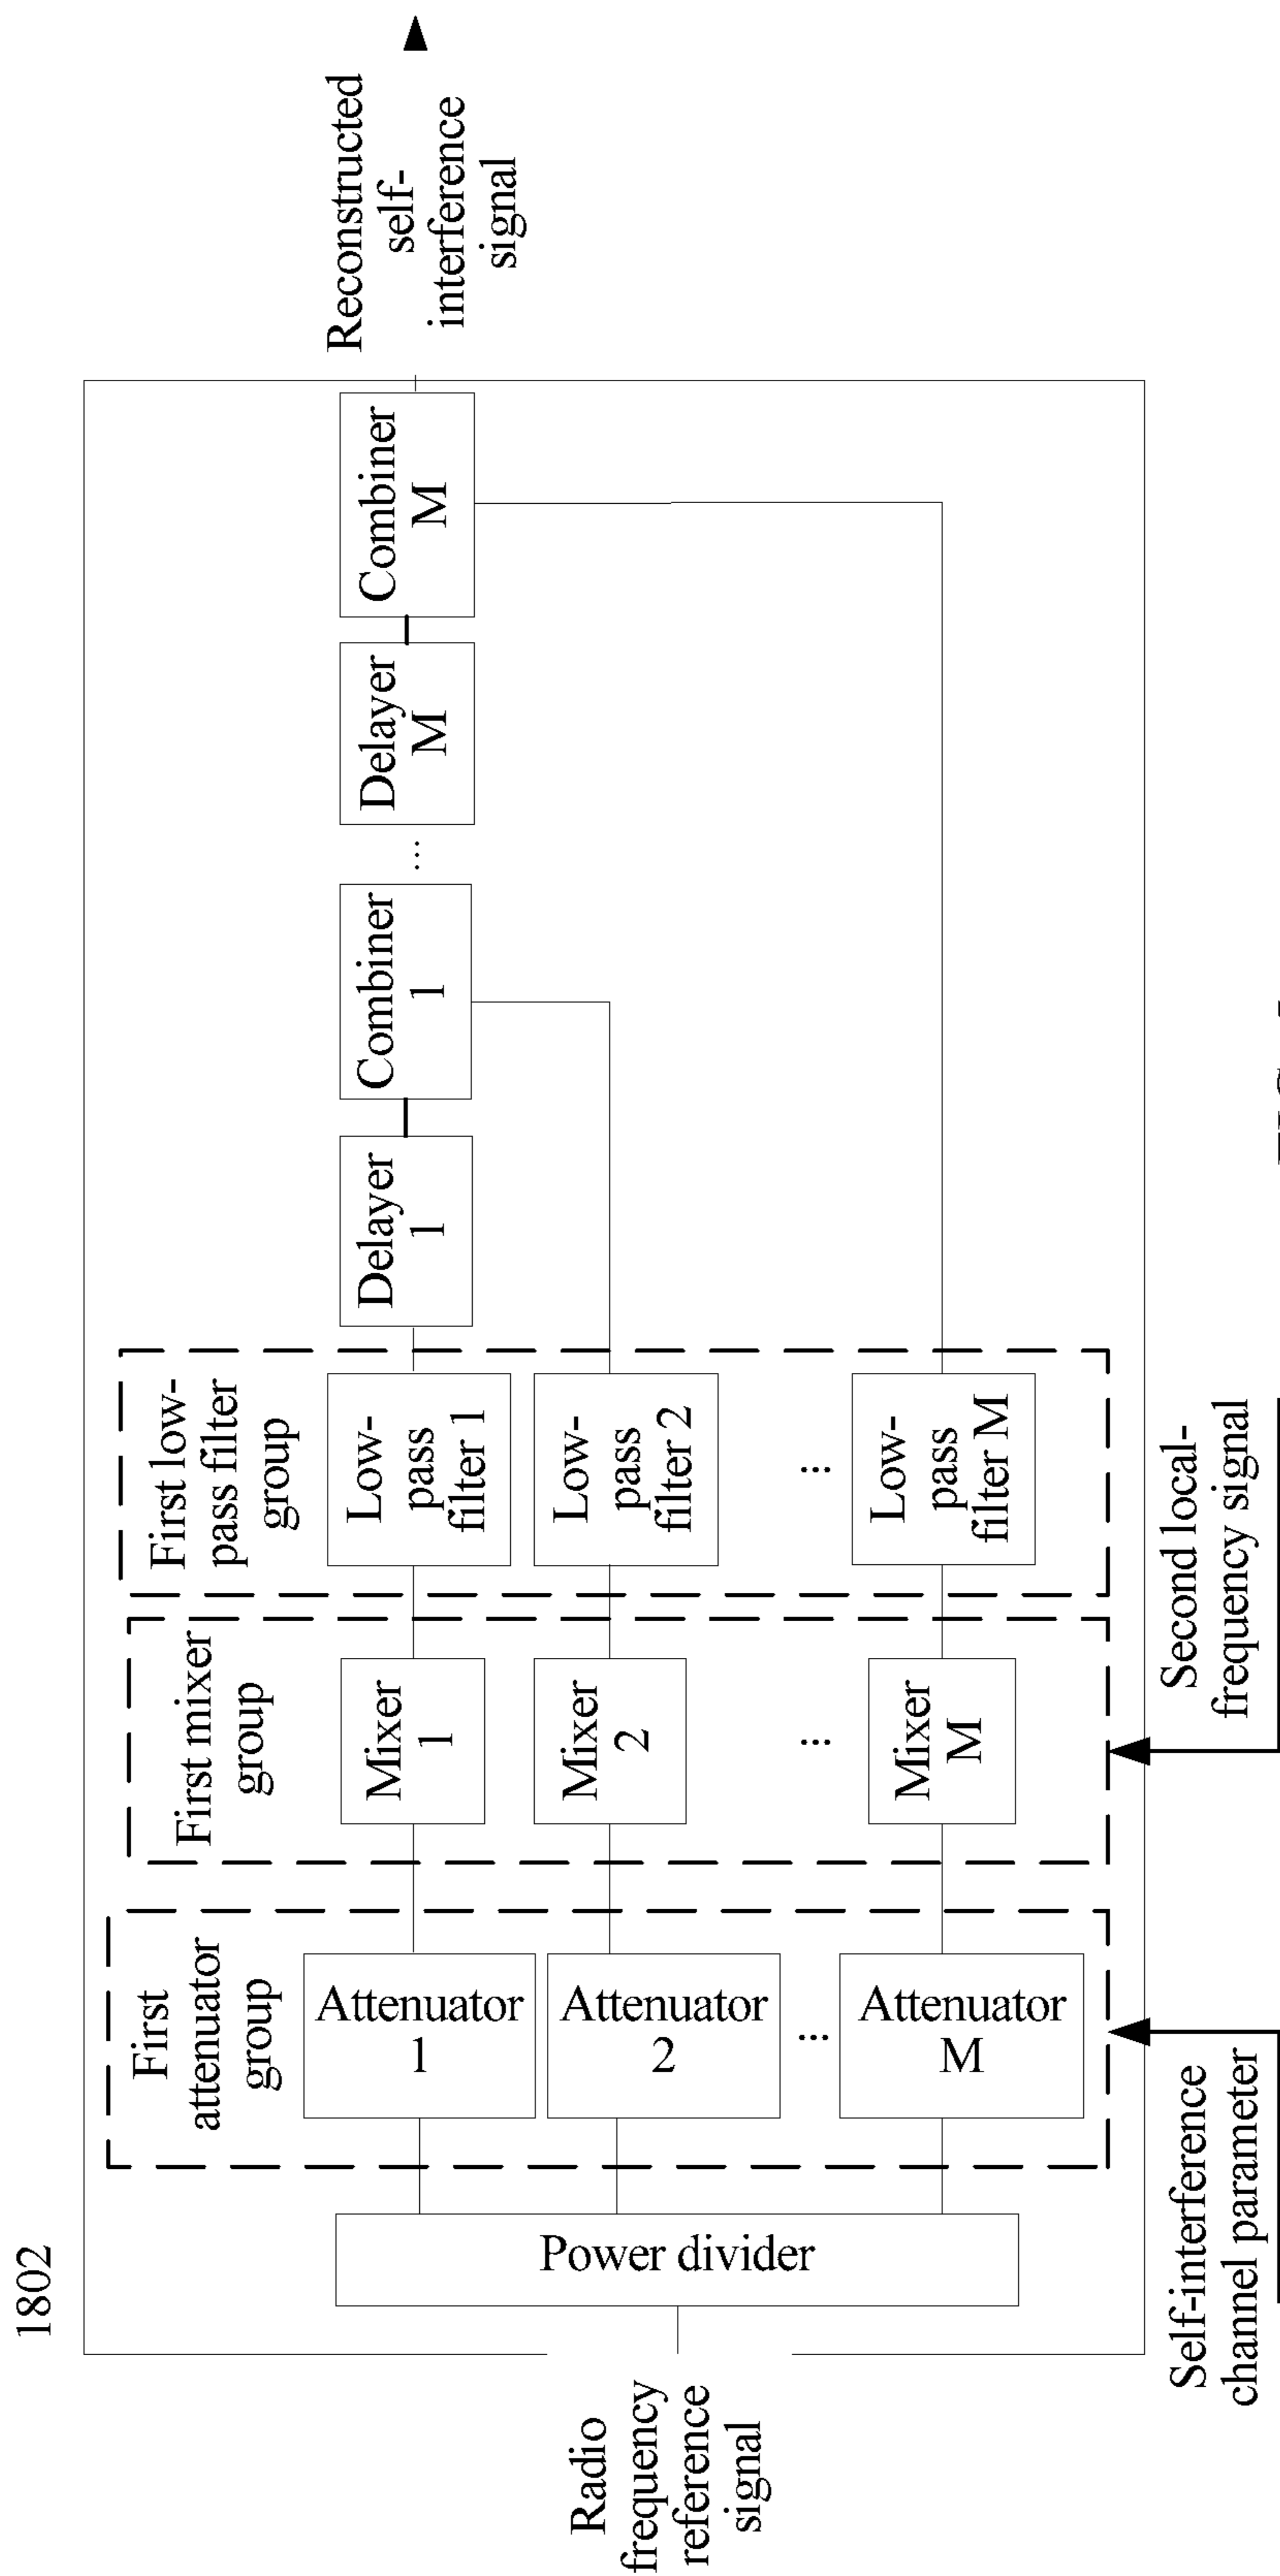 1802
Radio
frequency
reference
signal
Power divider
First
attenuator
group
Attenuator
1
Attenuator
2
...
Attenuator
M
Self-interference
channel parameter
First mixer
group
Mixer
1
Mixer
2
...
Mixer
M
Second local-
frequency signal
First low-
pass filter
group
Low-
pass
filter 1
Low-
pass
filter 2
...
Low-
pass
filter M
Delayer
1
Combiner
1
...
Delayer
M
Combiner
M
Reconstructed
self-
interference
signal